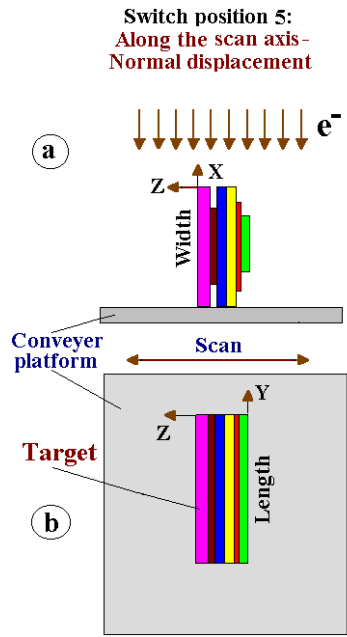 Switch position 5:
Along the scan axis-
Normal displacement
e-
a
X
Z
Width
Conveyer
platform
Scan
Y
Z
Target
Length
b